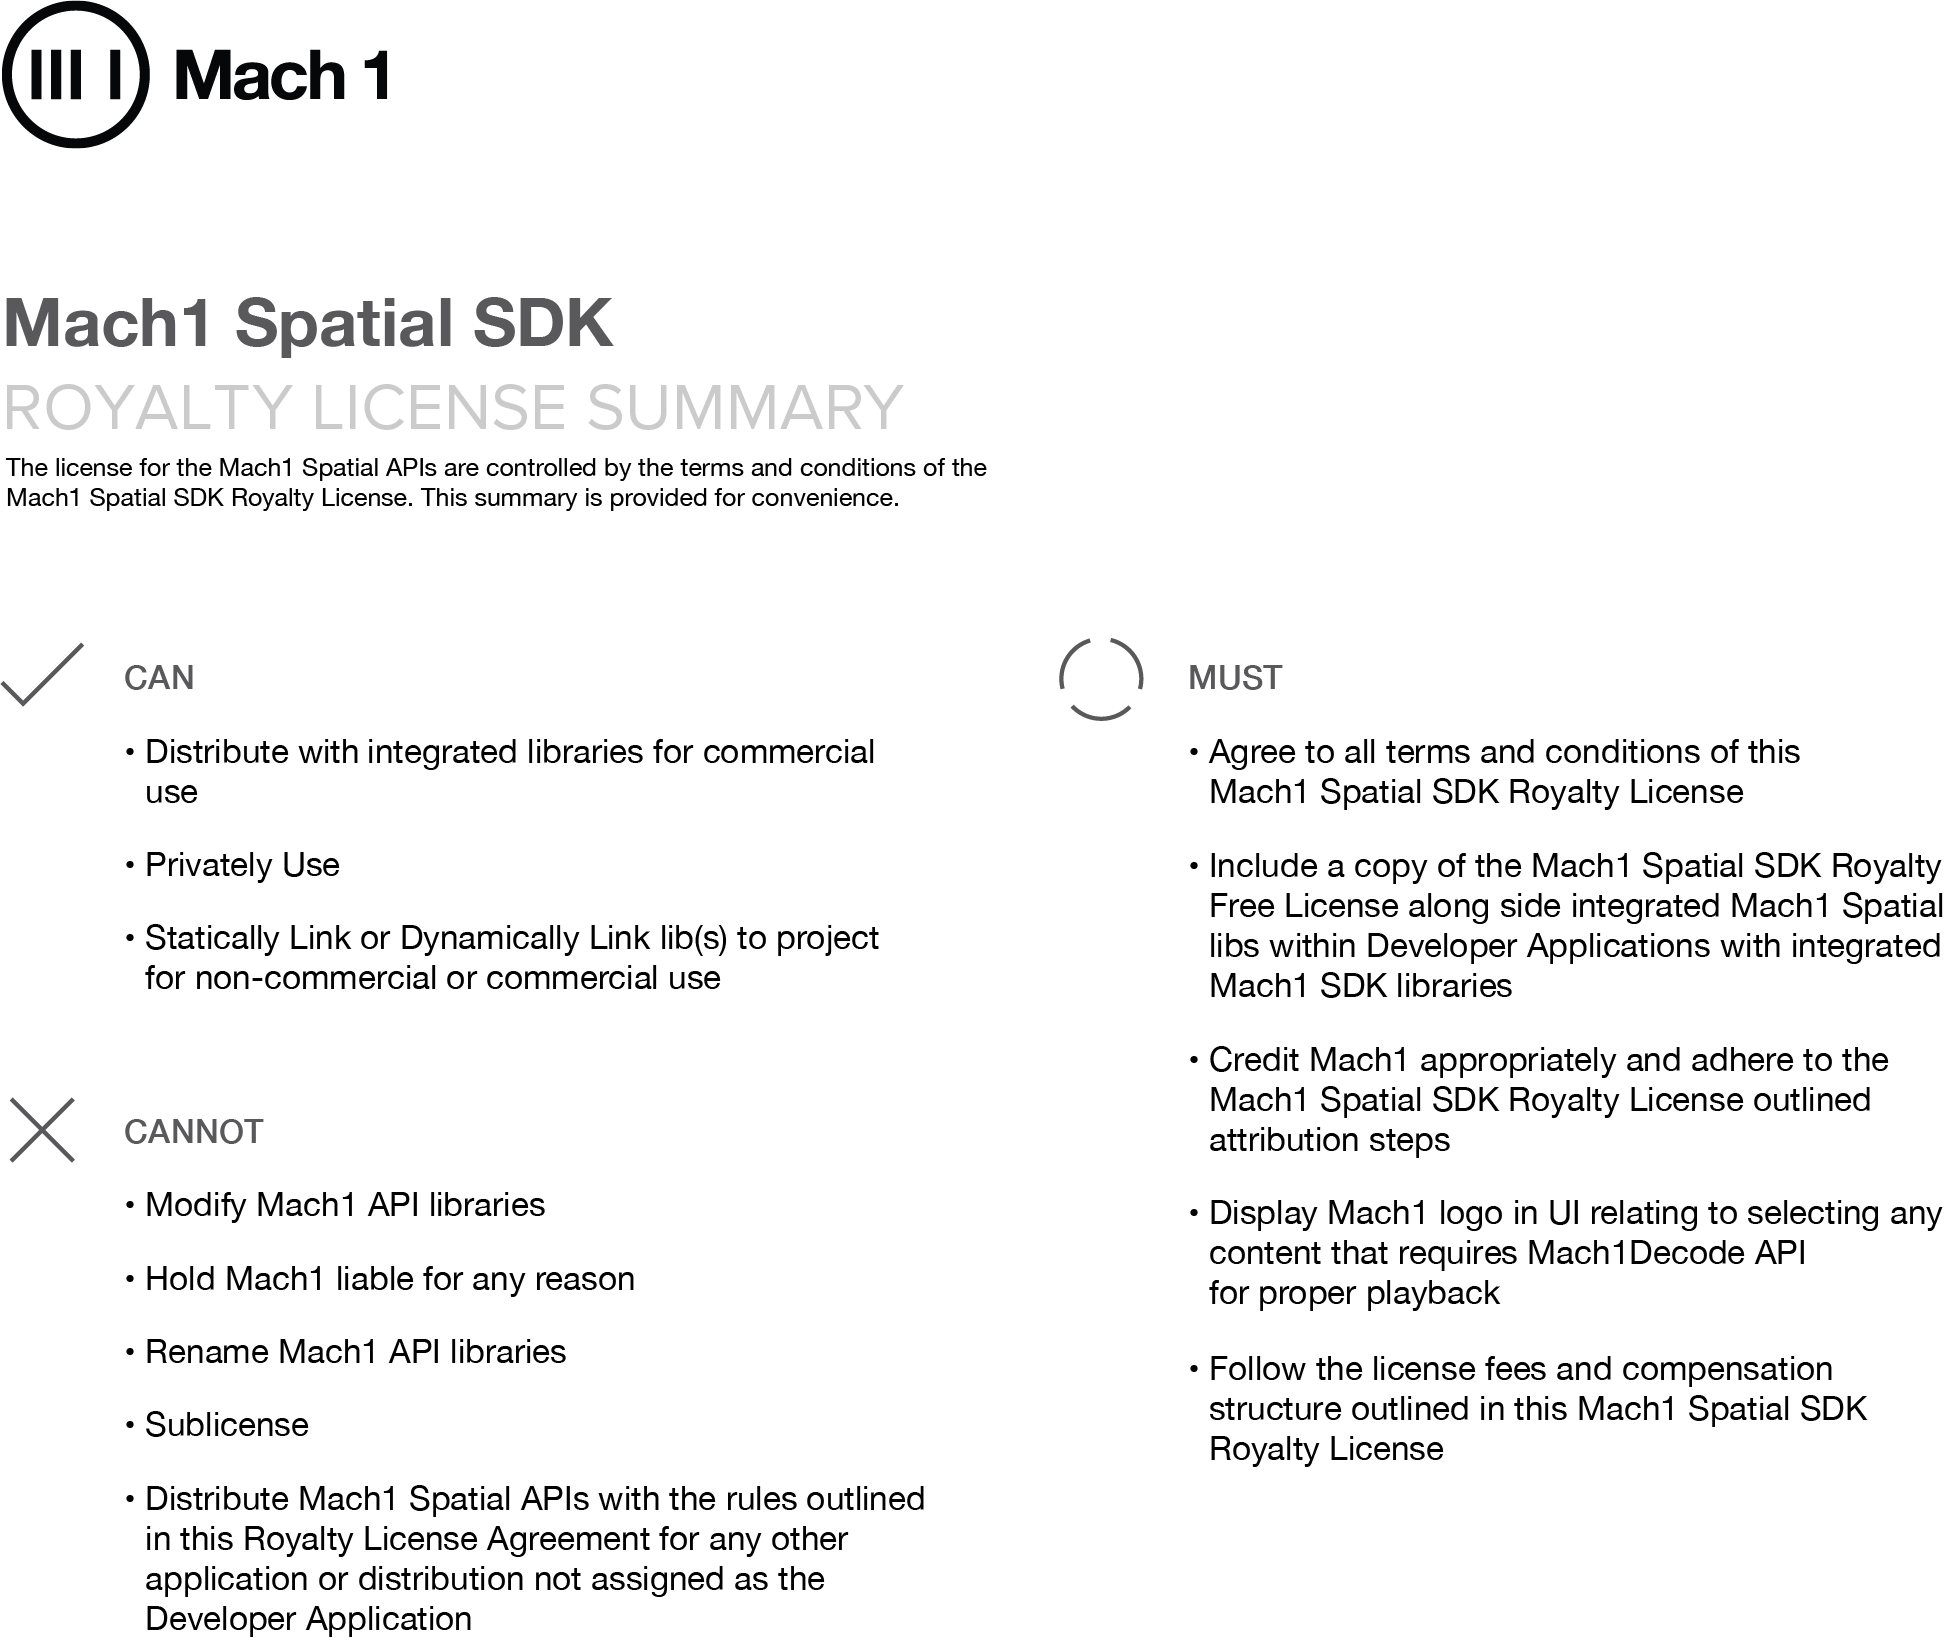 Mach 1
Mach1 Spatial SDK
ROYALTY LICENSE SUMMARY
The license for the Mach1 Spatial APIs are controlled by the terms and conditions of the
Mach1 Spatial SDK Royalty License. This summary is provided for convenience.
CAN
• Distribute with integrated libraries for commercial
use
• Privately Use
• Statically Link or Dynamically Link lib(s) to project
for non-commercial or commercial use
CANNOT
• Modify Mach1 API libraries
• Hold Mach1 liable for any reason
• Rename Mach1 API libraries
• Sublicense
• Distribute Mach1 Spatial APIs with the rules outlined
in this Royalty License Agreement for any other
application or distribution not assigned as the
Developer Application
MUST
• Agree to all terms and conditions of this
Mach1 Spatial SDK Royalty License
• Include a copy of the Mach1 Spatial SDK Royalty
Free License along side integrated Mach1 Spatial
libs within Developer Applications with integrated
Mach1 SDK libraries
• Credit Mach1 appropriately and adhere to the
Mach1 Spatial SDK Royalty License outlined
attribution steps
• Display Mach1 logo in UI relating to selecting any
content that requires Mach1Decode API
for proper playback
• Follow the license fees and compensation
structure outlined in this Mach1 Spatial SDK
Royalty License